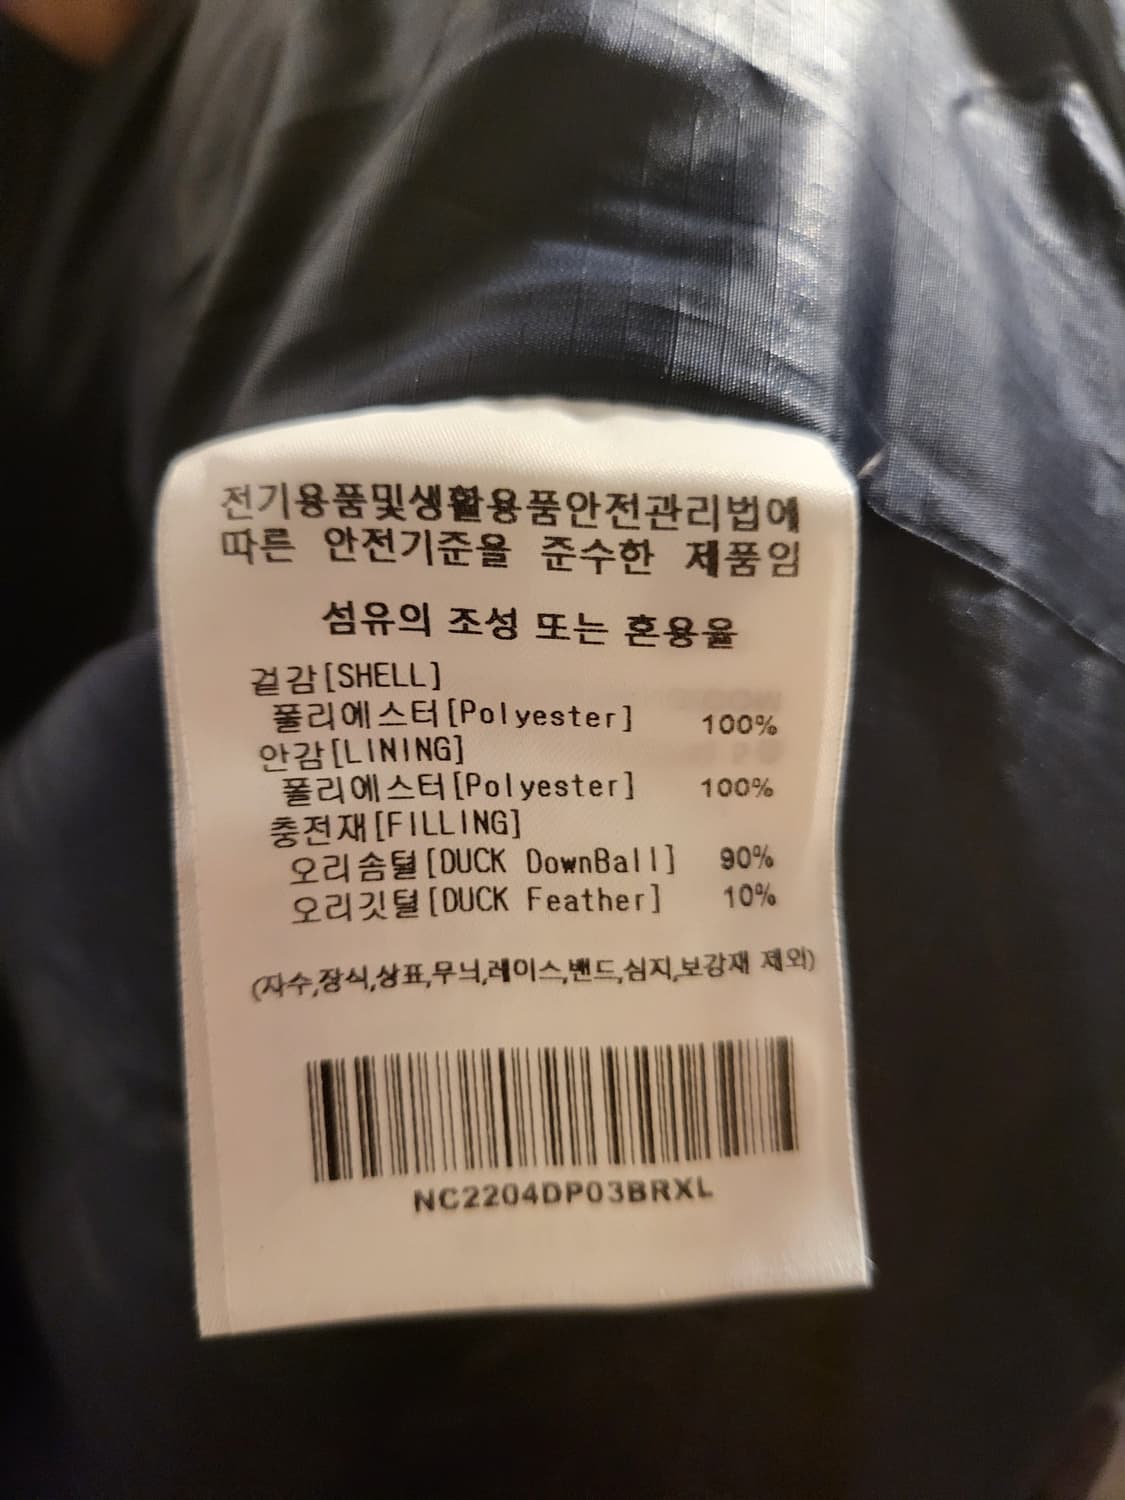 전기용품및생활용품안전관리법에
따른 안전기준을 준수한 제품임
섬유의 조성 또는 혼용율
겉감[SHELL]
폴리에스터[Polyester] 100%
안감[LINING]
폴리에스터[Polyester] 100%
충전재[FILLING]
오리솜털[DUCK DownBall] 90%
오리깃털[DUCK Feather] 10%
(자수,장식,상표,무늬,레이스,밴드,심지,보강재 제외)
NC2204DP03BRXL